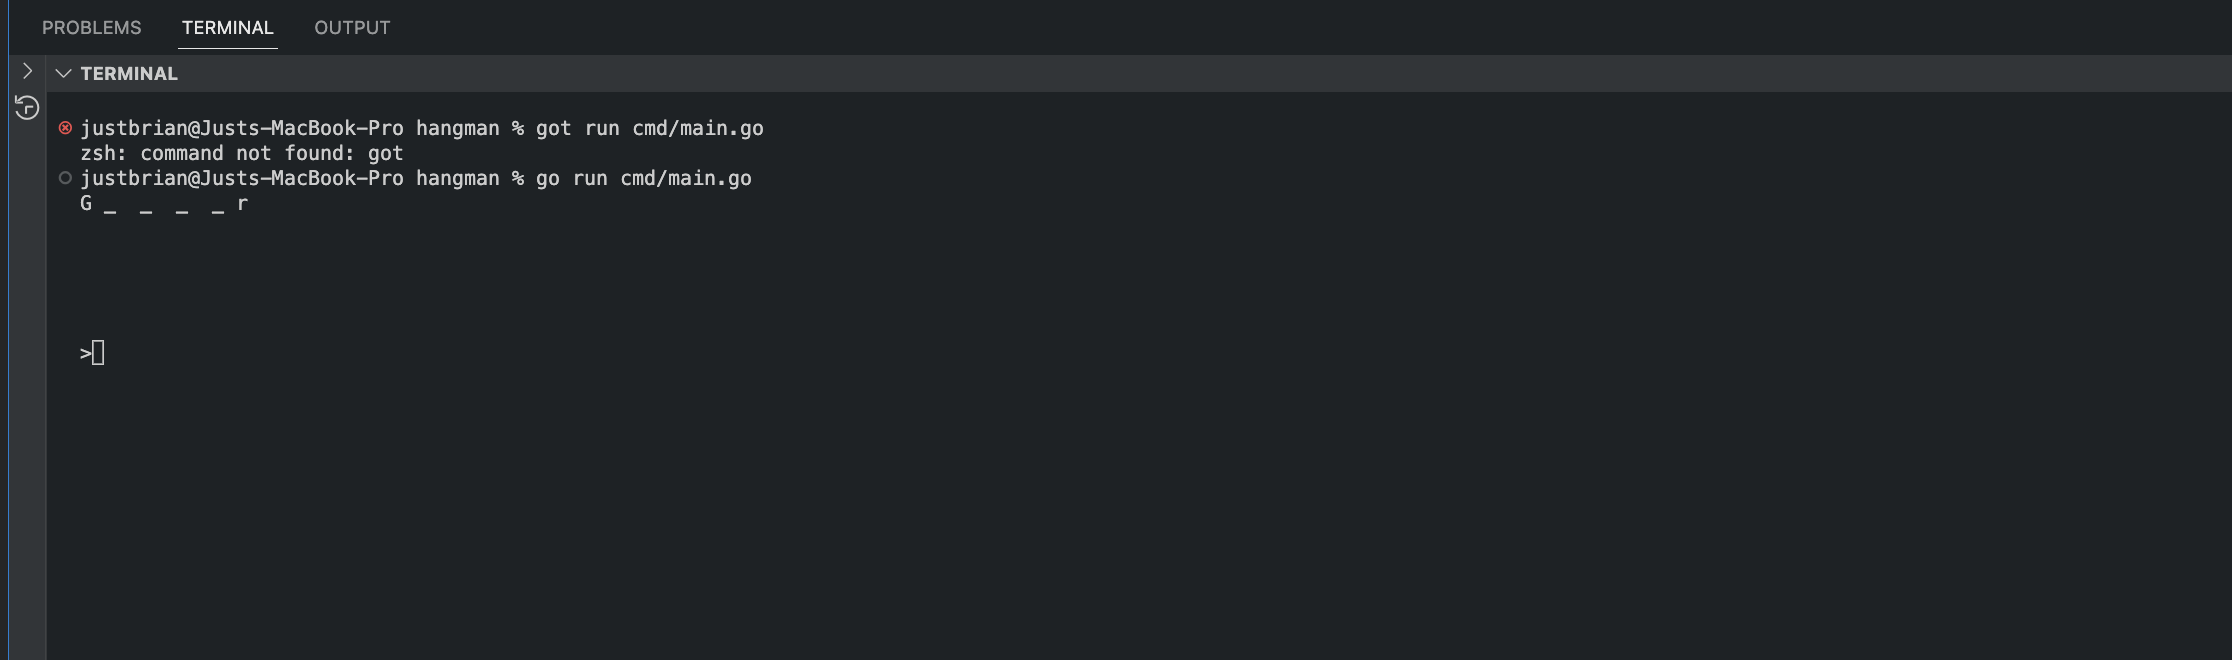 PROBLEMS TERMINAL OUTPUT
TERMINAL
justbrian@Justs-MacBook-Pro hangman % got run cmd/main.go
zsh: command not found: got
justbrian@Justs-MacBook-Pro hangman % go run cmd/main.go
G _  _  _  _ r
>